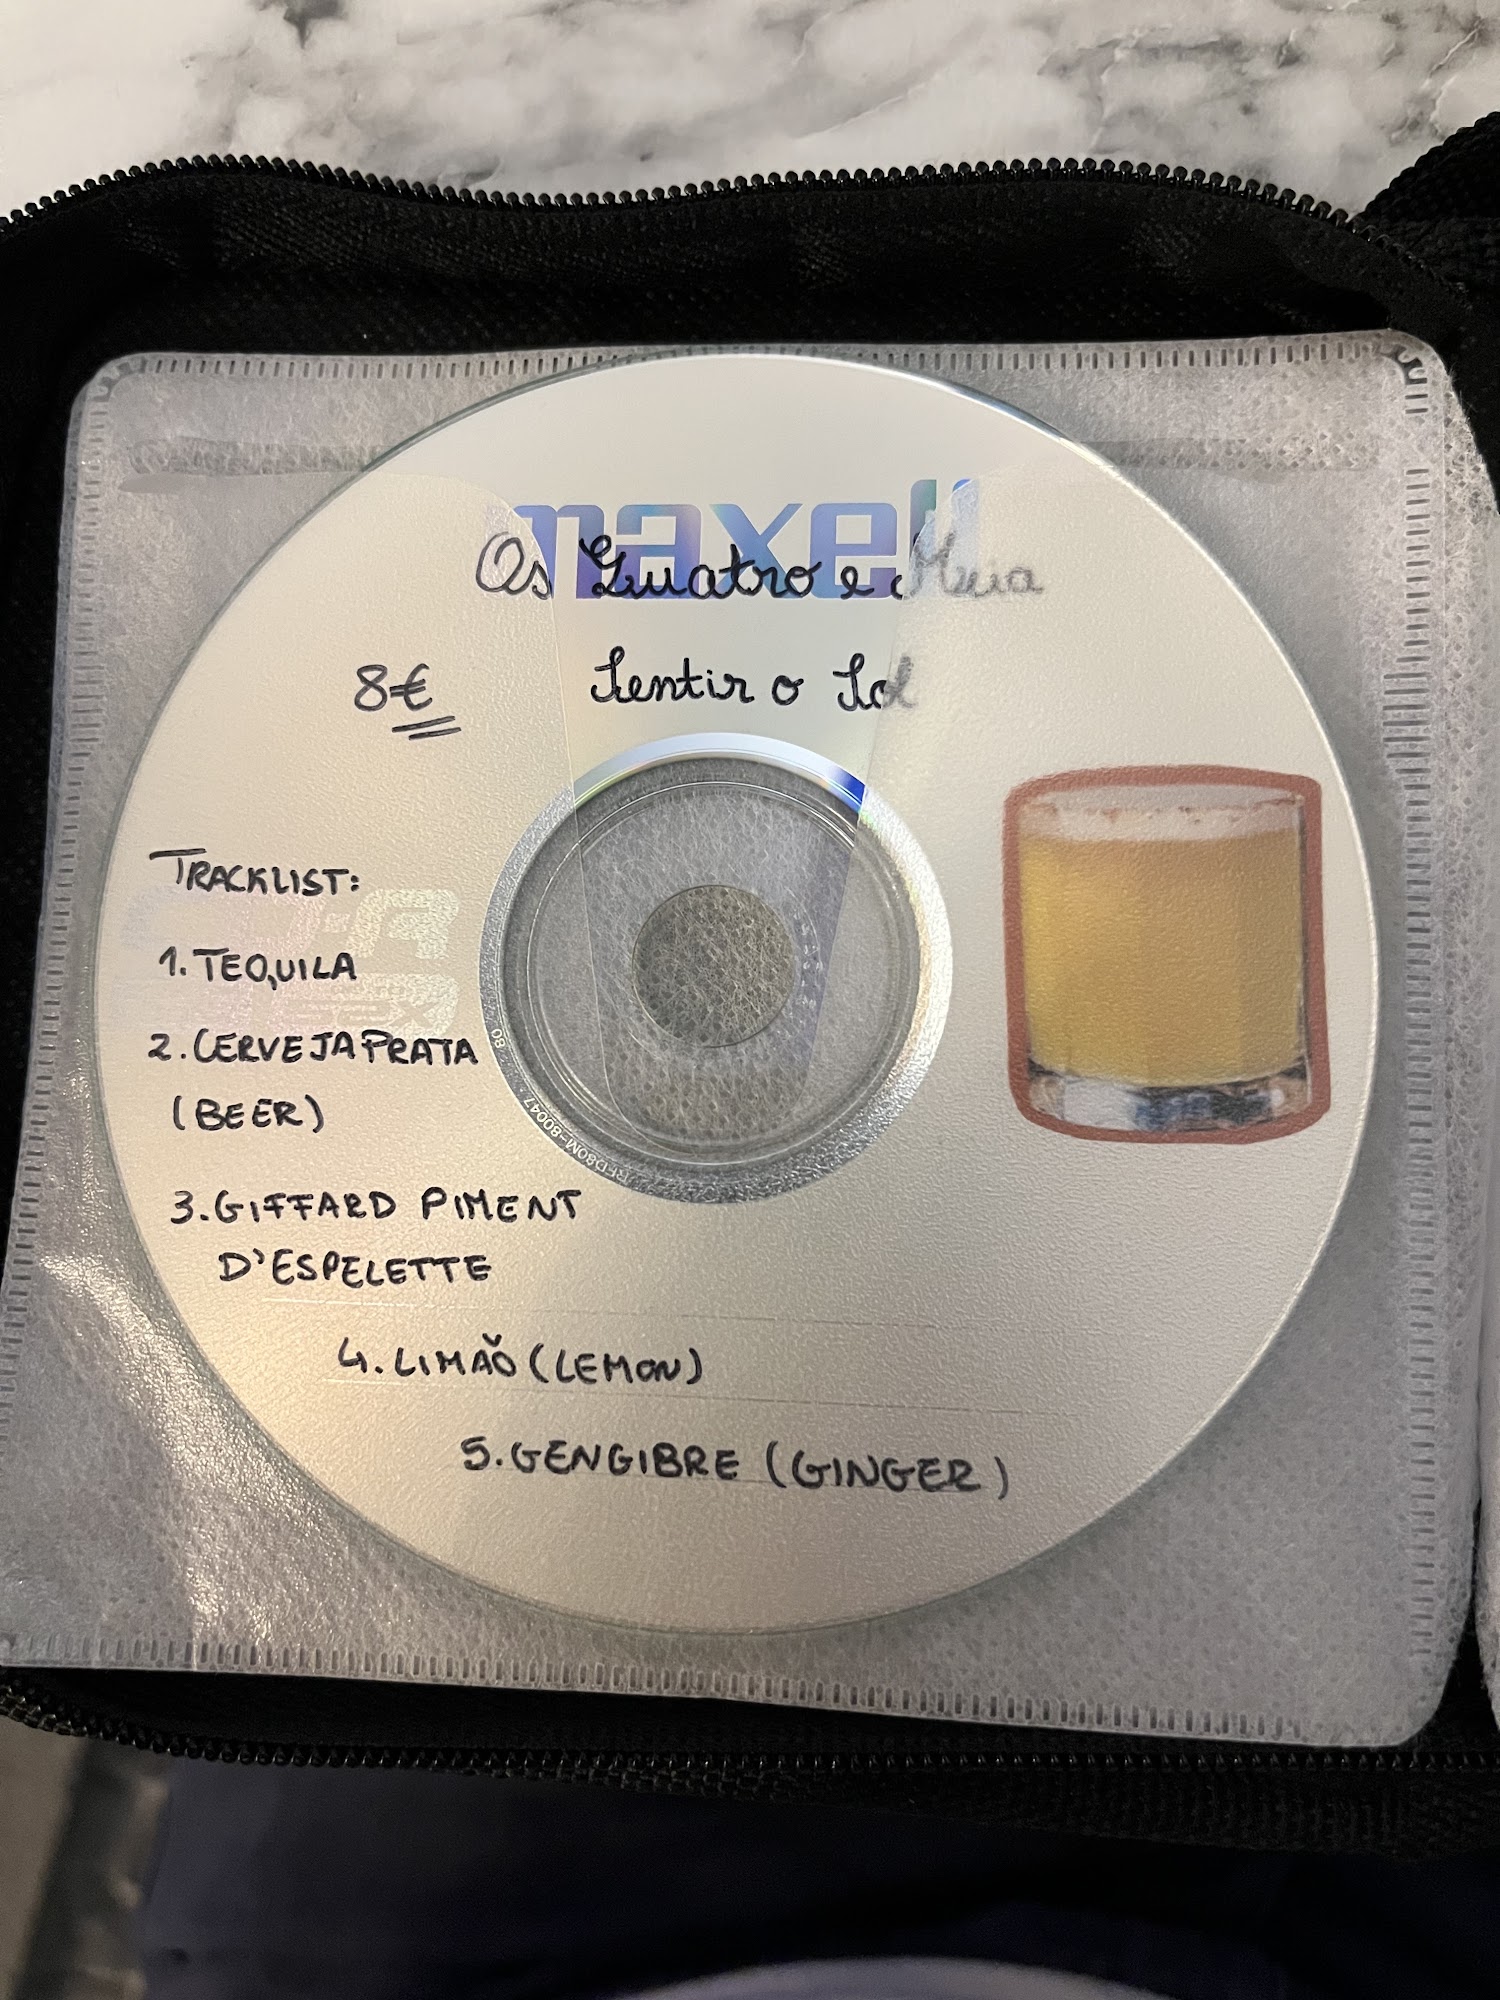 maxell
Os Quatro e Meia
8€
Sentir o Sol
TRACKLIST:
1. TEQUILA
2. CERVEJA PRATA
(BEER)
3. GIFFARD PIMENT
D'ESPELETTE
4. LIMÃO (LEMON)
5. GENGIBRE (GINGER)
80